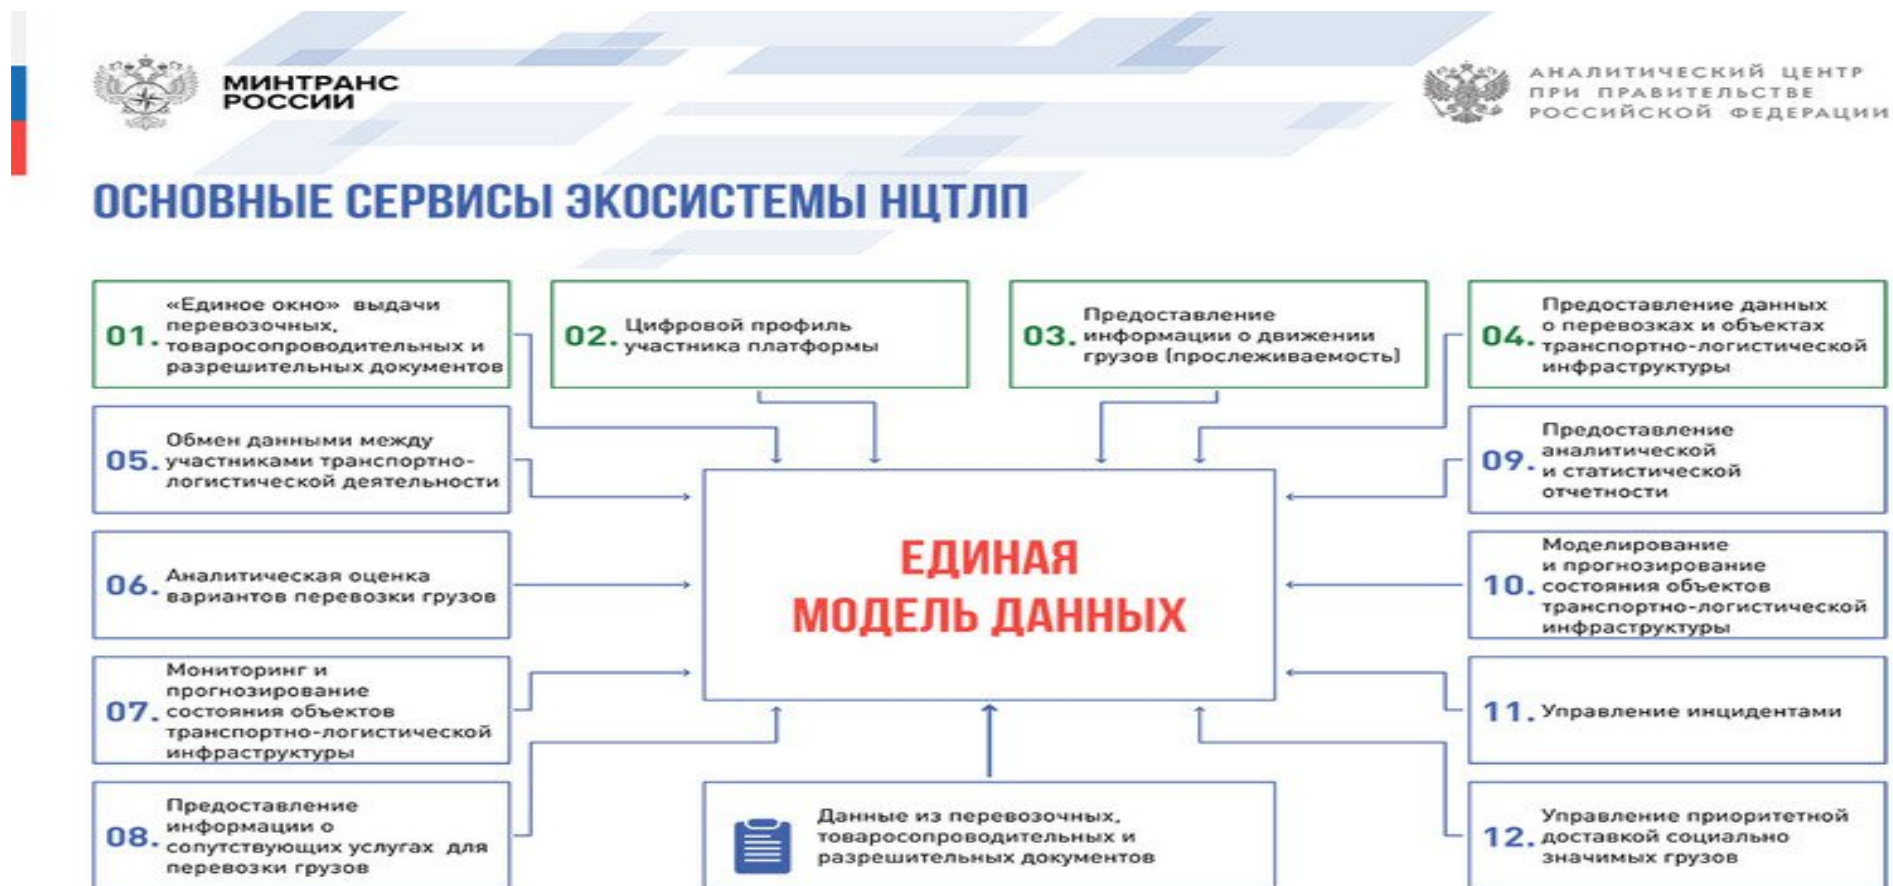 МИНТРАНС
РОССИИ
АНАЛИТИЧЕСКИЙ ЦЕНТР
ПРИ ПРАВИТЕЛЬСТВЕ
РОССИЙСКОЙ ФЕДЕРАЦИИ
ОСНОВНЫЕ СЕРВИСЫ ЭКОСИСТЕМЫ НЦТЛП
01.
«Единое окно» выдачи
перевозочных,
товаросопроводительных и
разрешительных документов
02.
Цифровой профиль
участника платформы
03.
Предоставление
информации о движении
грузов (прослеживаемость)
04.
Предоставление данных
о перевозках и объектах
транспортно-логистической
инфраструктуры
05.
Обмен данными между
участниками транспортно-
логистической деятельности
06.
Аналитическая оценка
вариантов перевозки грузов
07.
Мониторинг и
прогнозирование
состояния объектов
транспортно-логистической
инфраструктуры
08.
Предоставление
информации о
сопутствующих услугах для
перевозки грузов
ЕДИНАЯ
МОДЕЛЬ ДАННЫХ
Данные из перевозочных,
товаросопроводительных и
разрешительных документов
09.
Предоставление
аналитической
и статистической
отчетности
10.
Моделирование
и прогнозирование
состояния объектов
транспортно-логистической
инфраструктуры
11.
Управление инцидентами
12.
Управление приоритетной
доставкой социально
значимых грузов